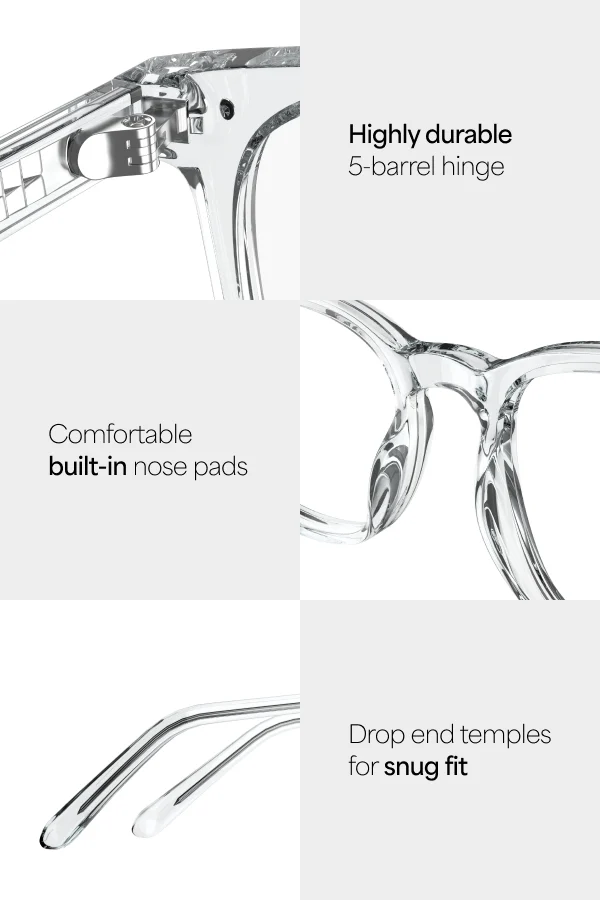 Highly durable
5-barrel hinge
Comfortable
built-in nose pads
Drop end temples
for snug fit